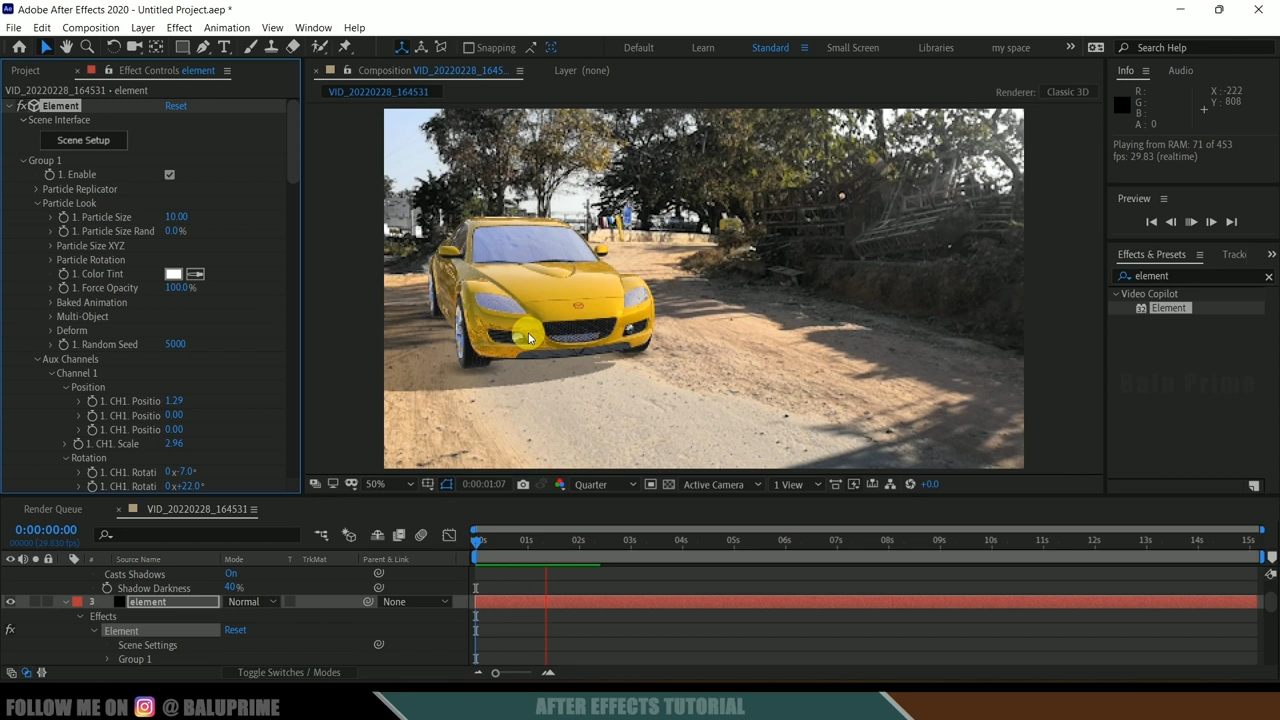 Adobe After Effects 2020 - Untitled Project.aep *
File Edit Composition Layer Effect Animation View Window Help
Snapping Default Learn Standard Small Screen Libraries my space Search Help
Project Effect Controls element Composition VID_20220228_1645... Layer (none) Info Audio
VID_20220228_164531 • element VID_20220228_164531 Renderer: Classic 3D
R: X: -222
G: Y: 808
B:
A: 0
Playing from RAM: 71 of 453
fps: 29.83 (realtime)
Preview
Effects & Presets Tracki
element
Video Copilot
Element
fx Element Reset
Scene Interface
Scene Setup
Group 1
1. Enable
Particle Replicator
Particle Look
1. Particle Size 10.00
1. Particle Size Rand 0.0%
Particle Size XYZ
Particle Rotation
1. Color Tint
1. Force Opacity 100.0%
Baked Animation
Multi-Object
Deform
1. Random Seed 5000
Aux Channels
Channel 1
Position
1. CH1. Positio 1.29
1. CH1. Positio 0.00
1. CH1. Positio 0.00
1. CH1. Scale 2.96
Rotation
1. CH1. Rotati 0x-7.0°
1. CH1. Rotati 0x+22.0°
Balu Prime
50% 0:00:01:07 Quarter Active Camera 1 View +0.0
Render Queue VID_20220228_164531
0:00:00:00
00000 (29.830 fps)
:00s 01s 02s 03s 04s 05s 06s 07s 08s 09s 10s 11s 12s 13s 14s 15s
# Source Name Mode T TrkMat Parent & Link
Casts Shadows On
Shadow Darkness 40%
3 element Normal None
Effects
fx Element Reset
Scene Settings
Group 1
Toggle Switches / Modes
FOLLOW ME ON @ BALUPRIME AFTER EFFECTS TUTORIAL